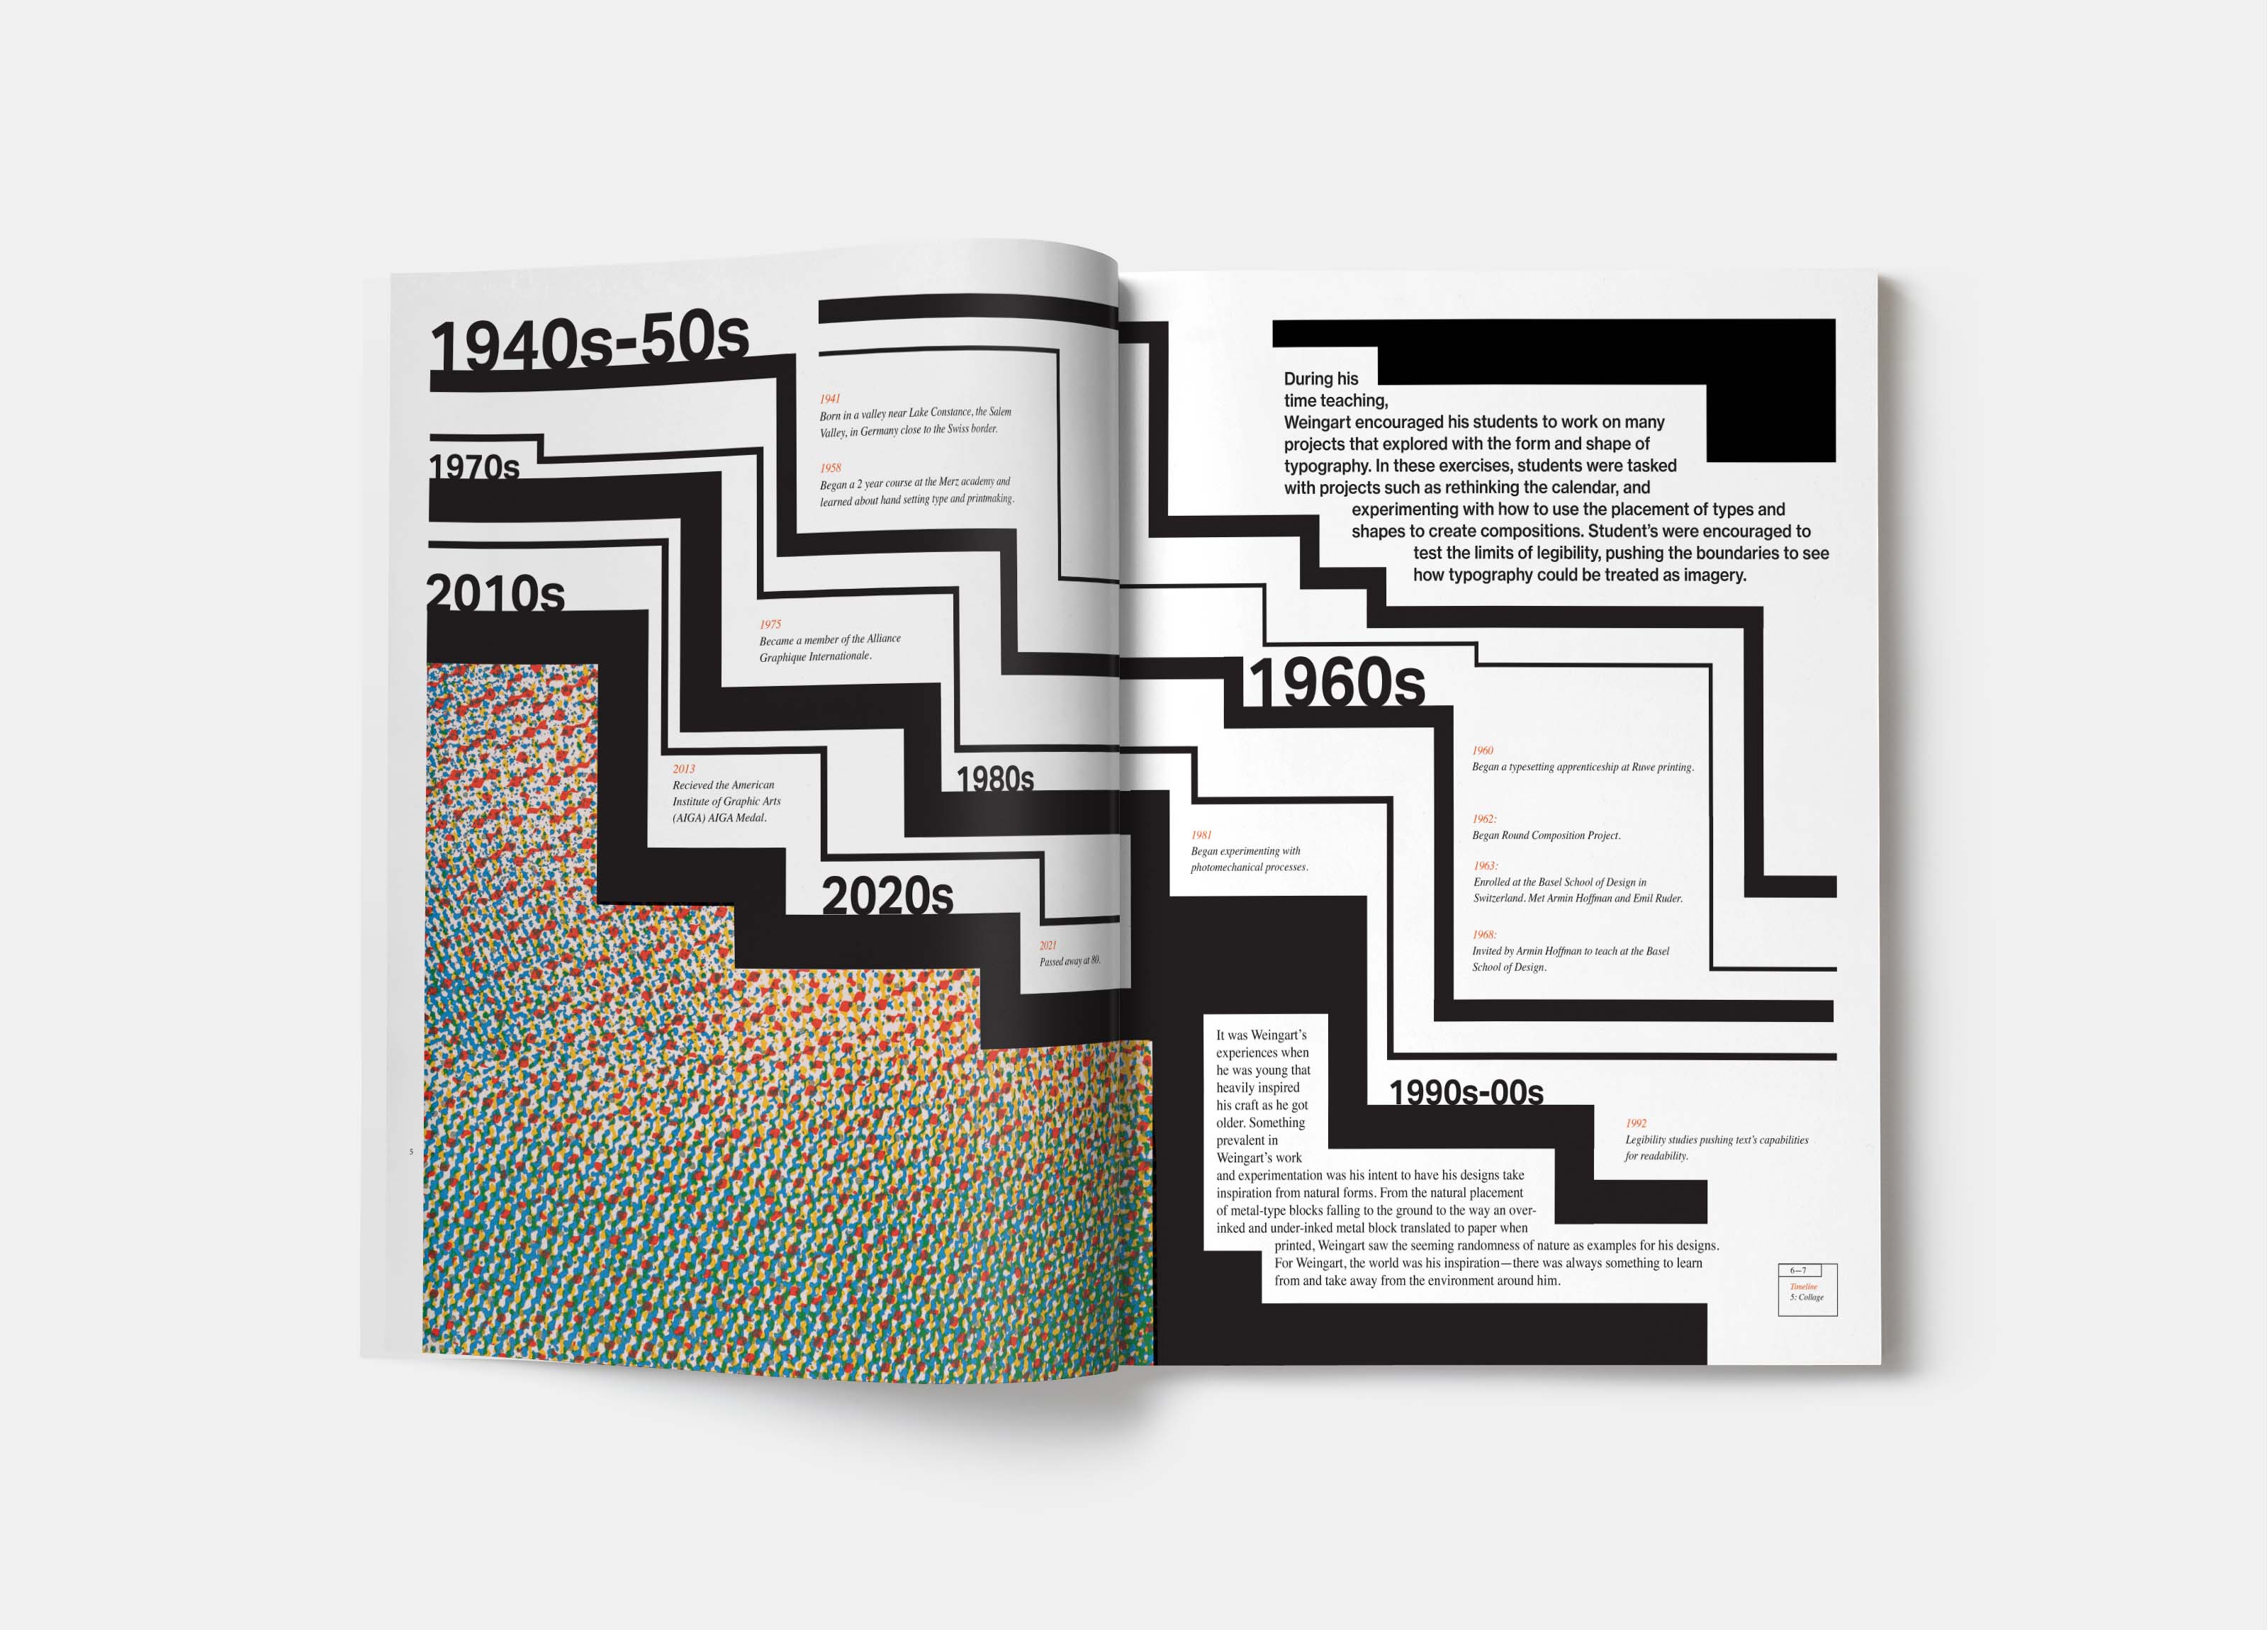 1940s-50s
1941
Born in a valley near Lake Constance, the Salem
Valley, in Germany close to the Swiss border.
1958
Began a 2 year course at the Merz academy and
learned about hand setting type and printmaking.
1970s
1975
Became a member of the Alliance
Graphique Internationale.
2010s
2013
Recieved the American
Institute of Graphic Arts
(AIGA) AIGA Medal.
1980s
2020s
2021
Passed away at 80.
5
During his
time teaching,
Weingart encouraged his students to work on many
projects that explored with the form and shape of
typography. In these exercises, students were tasked
with projects such as rethinking the calendar, and
experimenting with how to use the placement of types and
shapes to create compositions. Student's were encouraged to
test the limits of legibility, pushing the boundaries to see
how typography could be treated as imagery.
1960s
1960
Began a typesetting apprenticeship at Ruwe printing.
1962:
Began Round Composition Project.
1963:
Enrolled at the Basel School of Design in
Switzerland. Met Armin Hoffman and Emil Ruder.
1968:
Invited by Armin Hoffman to teach at the Basel
School of Design.
1981
Began experimenting with
photomechanical processes.
1990s-00s
1992
Legibility studies pushing text's capabilities
for readability.
It was Weingart's
experiences when
he was young that
heavily inspired
his craft as he got
older. Something
prevalent in
Weingart's work
and experimentation was his intent to have his designs take
inspiration from natural forms. From the natural placement
of metal-type blocks falling to the ground to the way an over-
inked and under-inked metal block translated to paper when
printed, Weingart saw the seeming randomness of nature as examples for his designs.
For Weingart, the world was his inspiration—there was always something to learn
from and take away from the environment around him.
6—7
Timeline
5: Collage